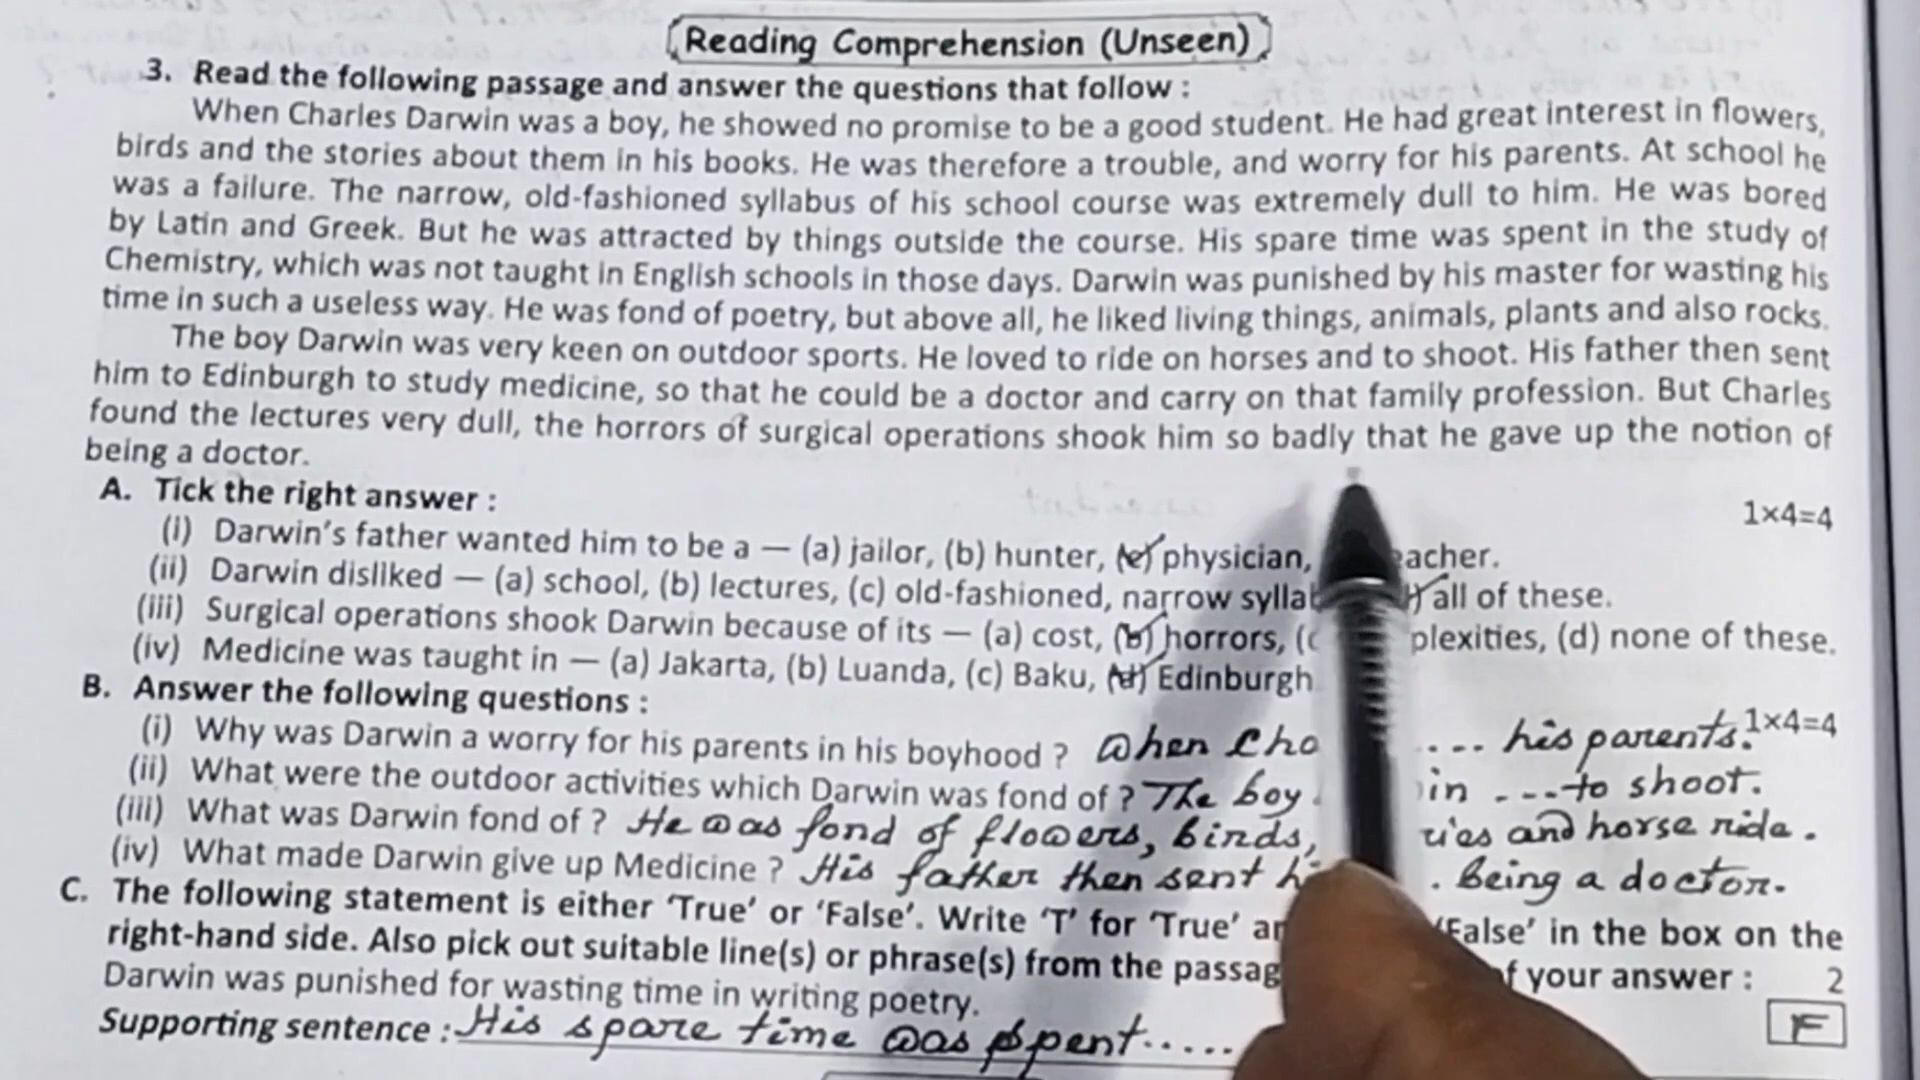 Reading Comprehension (Unseen)
3. Read the following passage and answer the questions that follow :
When Charles Darwin was a boy, he showed no promise to be a good student. He had great interest in flowers,
birds and the stories about them in his books. He was therefore a trouble, and worry for his parents. At school he
was a failure. The narrow, old-fashioned syllabus of his school course was extremely dull to him. He was bored
by Latin and Greek. But he was attracted by things outside the course. His spare time was spent in the study of
Chemistry, which was not taught in English schools in those days. Darwin was punished by his master for wasting his
time in such a useless way. He was fond of poetry, but above all, he liked living things, animals, plants and also rocks.
The boy Darwin was very keen on outdoor sports. He loved to ride on horses and to shoot. His father then sent
him to Edinburgh to study medicine, so that he could be a doctor and carry on that family profession. But Charles
found the lectures very dull, the horrors of surgical operations shook him so badly that he gave up the notion of
being a doctor.
A. Tick the right answer : 1×4=4
(i) Darwin's father wanted him to be a — (a) jailor, (b) hunter, (c) physician, eacher.
(ii) Darwin disliked — (a) school, (b) lectures, (c) old-fashioned, narrow syllab ) all of these.
(iii) Surgical operations shook Darwin because of its — (a) cost, (b) horrors, (c plexities, (d) none of these.
(iv) Medicine was taught in — (a) Jakarta, (b) Luanda, (c) Baku, (d) Edinburgh
B. Answer the following questions : 1×4=4
(i) Why was Darwin a worry for his parents in his boyhood ? When Cha .... his parents.
(ii) What were the outdoor activities which Darwin was fond of ? The boy in ---to shoot.
(iii) What was Darwin fond of ? He was fond of flowers, birds, ries and horse ride.
(iv) What made Darwin give up Medicine ? His father then sent hi . being a doctor.
C. The following statement is either 'True' or 'False'. Write 'T' for 'True' an 'False' in the box on the
right-hand side. Also pick out suitable line(s) or phrase(s) from the passag f your answer : 2
Darwin was punished for wasting time in writing poetry.
F
Supporting sentence : His spare time was spent.....